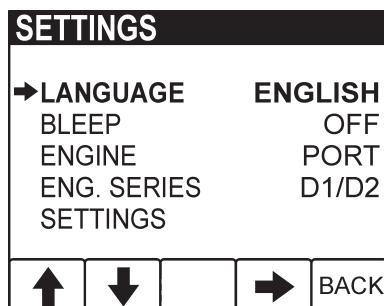 SETTINGS
LANGUAGE ENGLISH
BLEEP OFF
ENGINE PORT
ENG. SERIES D1/D2
SETTINGS
BACK